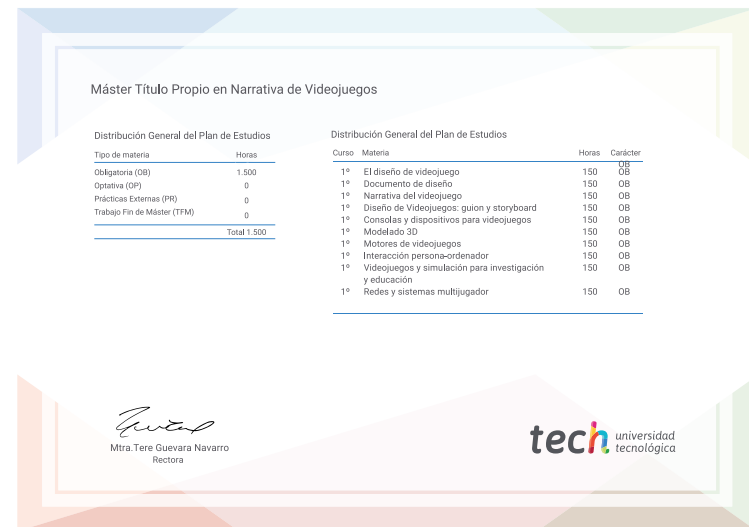 Máster Título Propio en Narrativa de Videojuegos
Distribución General del Plan de Estudios
Tipo de materia Horas
Obligatoria (OB) 1.500
Optativa (OP) 0
Prácticas Externas (PR) 0
Trabajo Fin de Máster (TFM) 0
Total 1.500
Distribución General del Plan de Estudios
Curso Materia Horas Carácter
OB
1º El diseño de videojuego 150 OB
1º Documento de diseño 150 OB
1º Narrativa del videojuego 150 OB
1º Diseño de Videojuegos: guion y storyboard 150 OB
1º Consolas y dispositivos para videojuegos 150 OB
1º Modelado 3D 150 OB
1º Motores de videojuegos 150 OB
1º Interacción persona-ordenador 150 OB
1º Videojuegos y simulación para investigación 150 OB
y educación
1º Redes y sistemas multijugador 150 OB
Mtra.Tere Guevara Navarro
Rectora
tech universidad
tecnológica